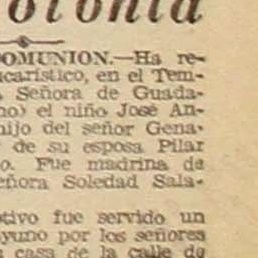 olonia
OMUNION.—Ha re-
ucarístico, en el Tem-
Señora de Guada-
no) el niño José An-
hijo del señor Gena-
de su esposa Pilar
o. Fue madrina de
eñora Soledad Sala-
tivo fue servido un
yuno por los señores
casa de la calle de